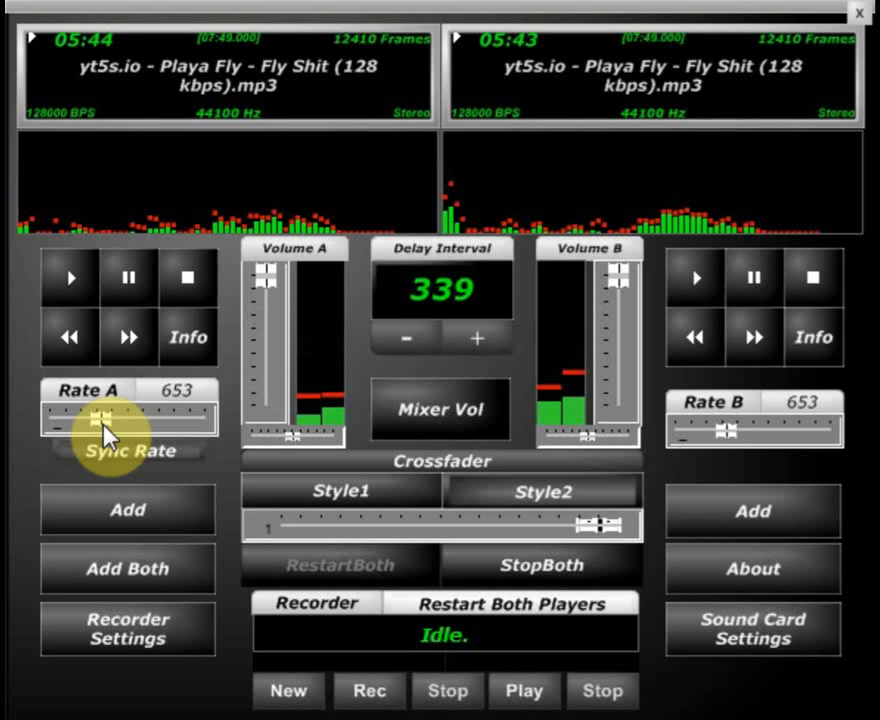 x
05:44 [07:49.000] 12410 Frames
yt5s.io - Playa Fly - Fly Shit (128
kbps).mp3
128000 BPS 44100 Hz Stereo
05:43 [07:49.000] 12410 Frames
yt5s.io - Playa Fly - Fly Shit (128
kbps).mp3
128000 BPS 44100 Hz Stereo
Volume A
Delay Interval
Volume B
339
- +
Info
Info
Mixer Vol
Rate A 653
Rate B 653
Sync Rate
Crossfader
Style1 Style2
1
RestartBoth StopBoth
Add
Add Both
Recorder
Settings
Add
About
Sound Card
Settings
Recorder Restart Both Players
Idle.
New Rec Stop Play Stop